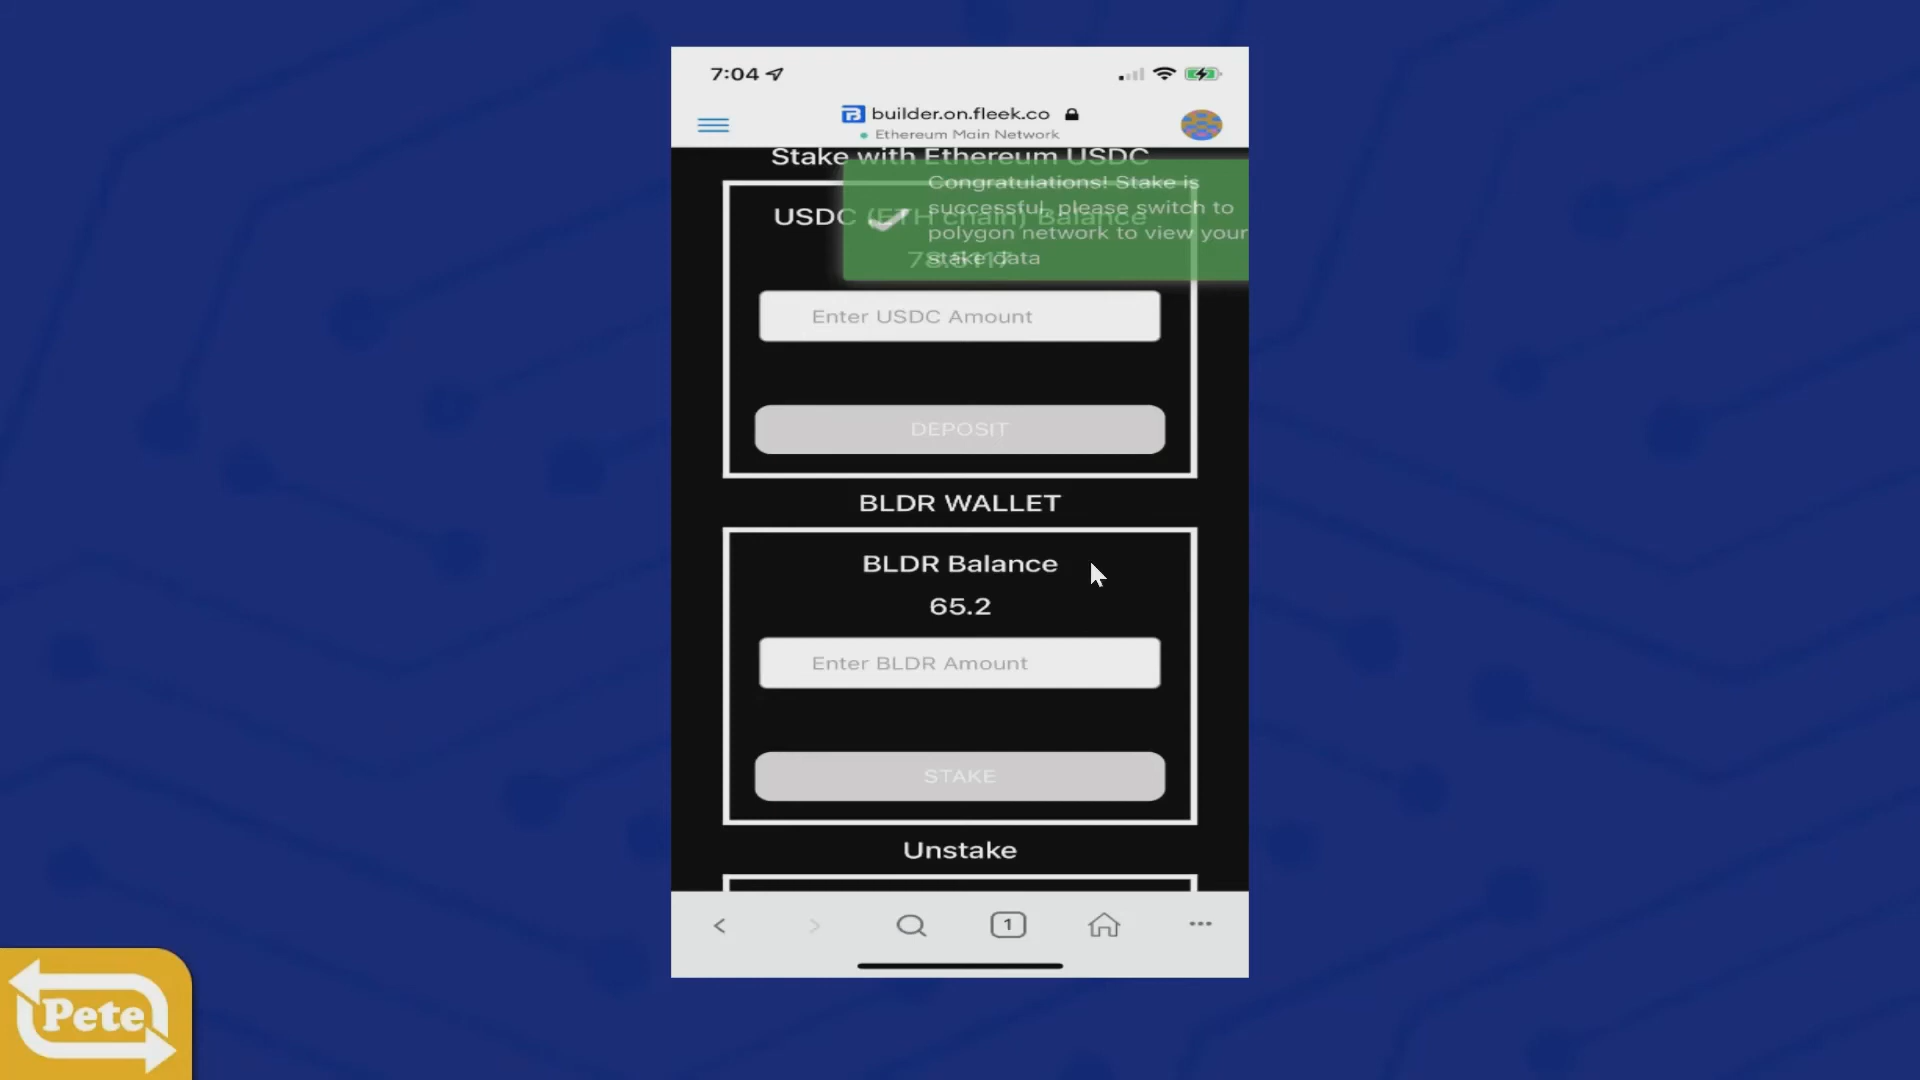 7:04
builder.on.fleek.co
Ethereum Main Network
Stake with Ethereum USDC
Congratulations! Stake is
successful, please switch to
polygon network to view your
stake data
USDC (ETH chain) Balance
Enter USDC Amount
DEPOSIT
BLDR WALLET
BLDR Balance
65.2
Enter BLDR Amount
STAKE
Unstake
1
Pete